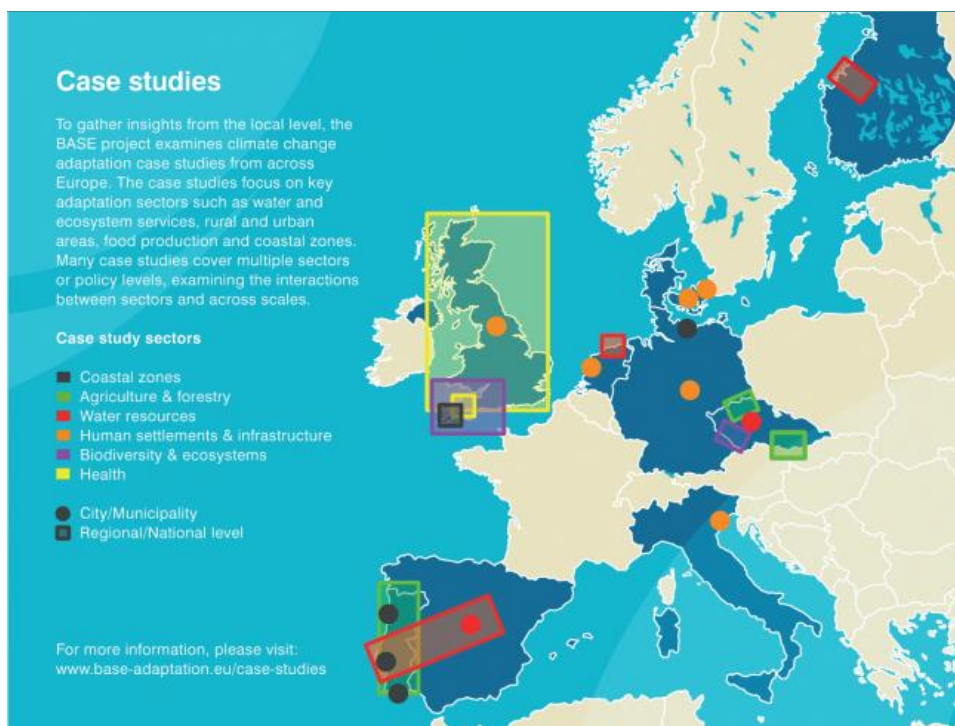 Case studies
To gather insights from the local level, the
BASE project examines climate change
adaptation case studies from across
Europe. The case studies focus on key
adaptation sectors such as water and
ecosystem services, rural and urban
areas, food production and coastal zones.
Many case studies cover multiple sectors
or policy levels, examining the interactions
between sectors and across scales.
Case study sectors
Coastal zones
Agriculture & forestry
Water resources
Human settlements & infrastructure
Biodiversity & ecosystems
Health
City/Municipality
Regional/National level
For more information, please visit:
www.base-adaptation.eu/case-studies